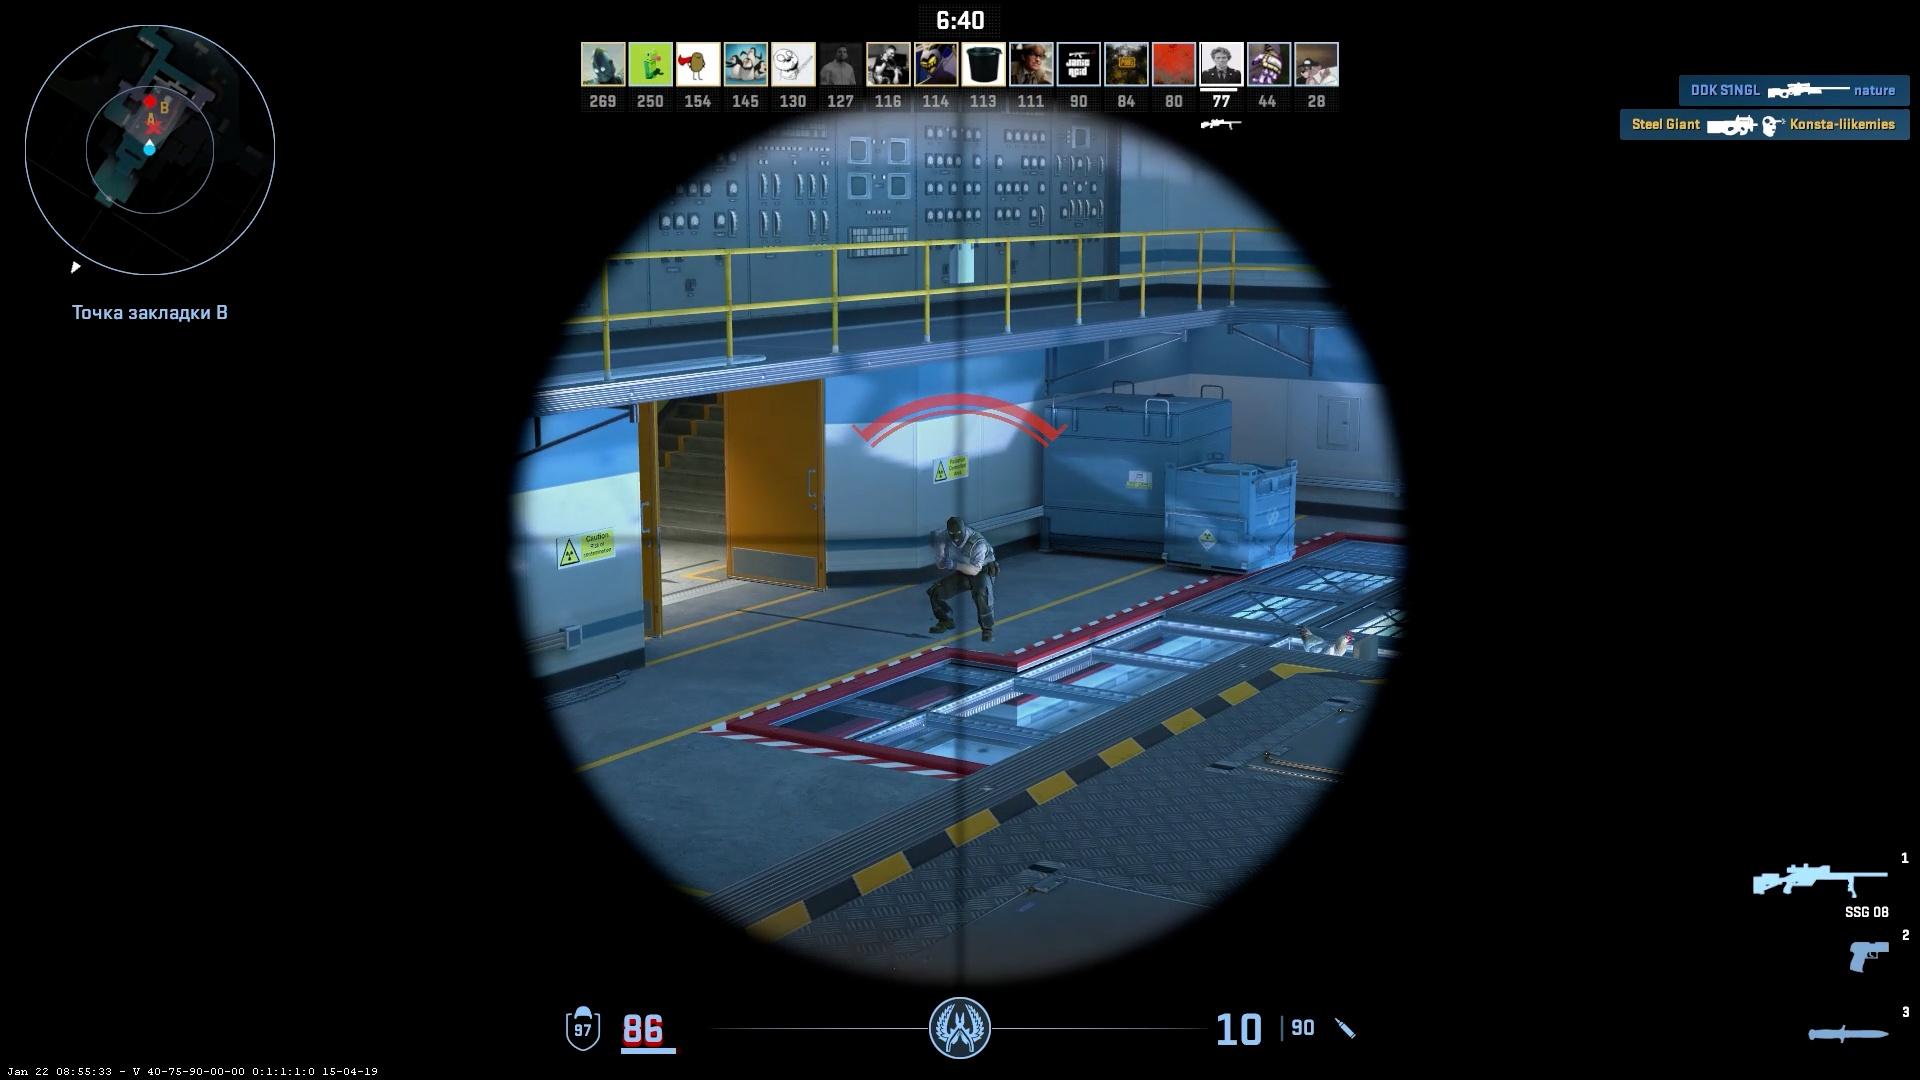 6:40
269 250 154 145 130 127 116 114 113 111 90 84 80 77 44 28
DDK S1NGL nature
Steel Giant Konsta-liikemies
B
A
Точка закладки B
Caution
1
SSG 08
2
3
97 86 10 90
Jan 22 08:55:33 - V 40-75-90-00-00 0:1:1:1:0 15-04-19